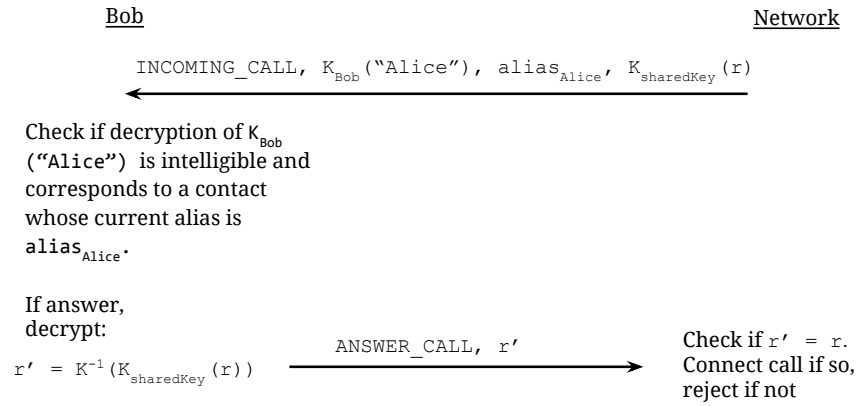 Bob
Network
INCOMING_CALL, K_Bob(“Alice”), alias_Alice, K_sharedKey(r)
Check if decryption of K_Bob
(“Alice”) is intelligible and
corresponds to a contact
whose current alias is
alias_Alice.
If answer,
decrypt:
r′ = K⁻¹(K_sharedKey(r))
ANSWER_CALL, r′
Check if r′ = r.
Connect call if so,
reject if not